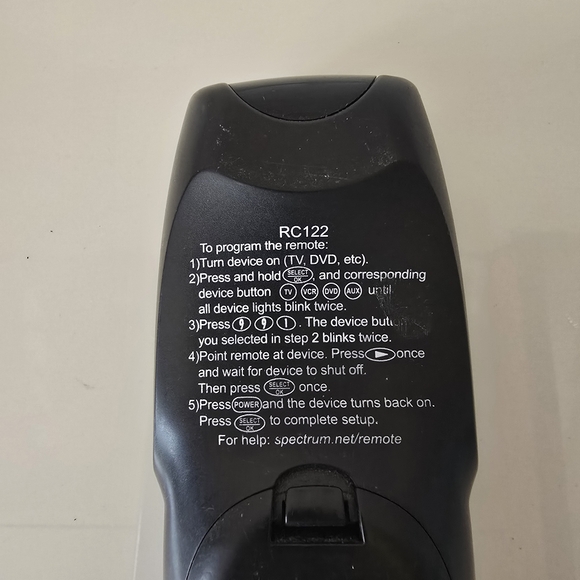 RC122
To program the remote:
1)Turn device on (TV, DVD, etc).
2)Press and hold SELECT OK, and corresponding
device button TV VCR DVD AUX until
all device lights blink twice.
3)Press 9 9 1. The device button
you selected in step 2 blinks twice.
4)Point remote at device. Press ▶ once
and wait for device to shut off.
Then press SELECT OK once.
5)Press POWER and the device turns back on.
Press SELECT OK to complete setup.
For help: spectrum.net/remote